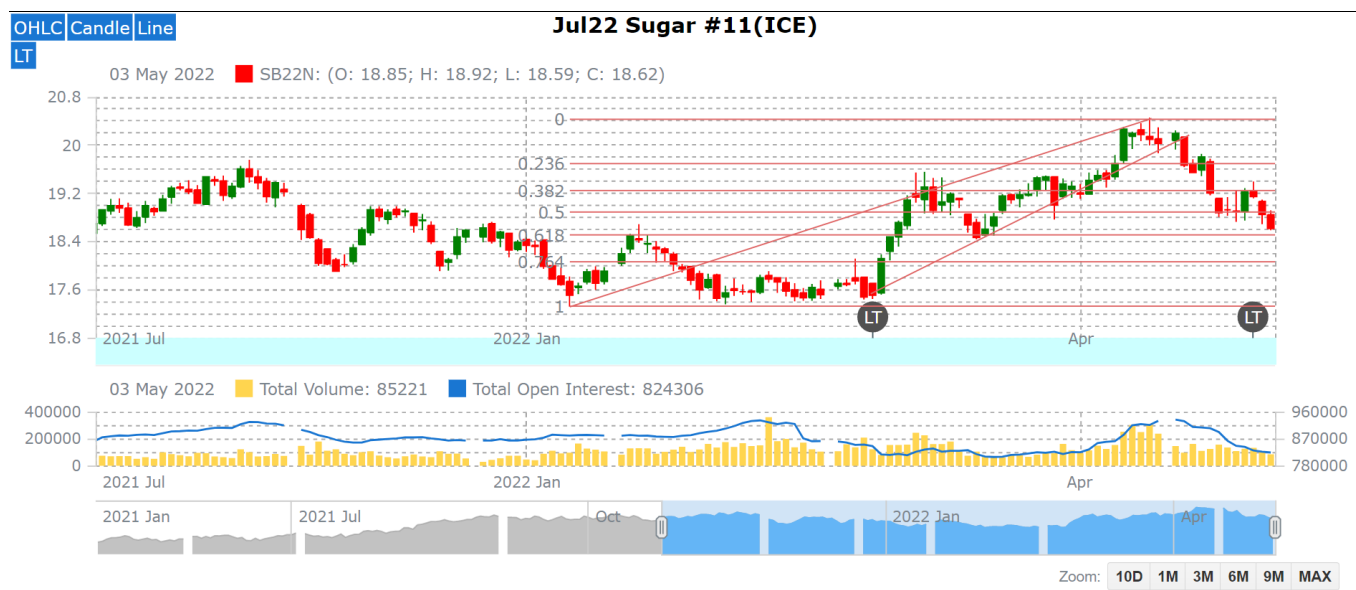 OHLC Candle Line
Jul22 Sugar #11(ICE)
LT
03 May 2022 SB22N: (O: 18.85; H: 18.92; L: 18.59; C: 18.62)
20.8
0
20
0.236
0.382
19.2
0.5
0.618
18.4
0.764
17.6
1
LT LT
16.8
2021 Jul 2022 Jan Apr
03 May 2022 Total Volume: 85221 Total Open Interest: 824306
400000 960000
200000 870000
0 780000
2021 Jul 2022 Jan Apr
2021 Jan 2021 Jul Oct 2022 Jan Apr
Zoom: 10D 1M 3M 6M 9M MAX